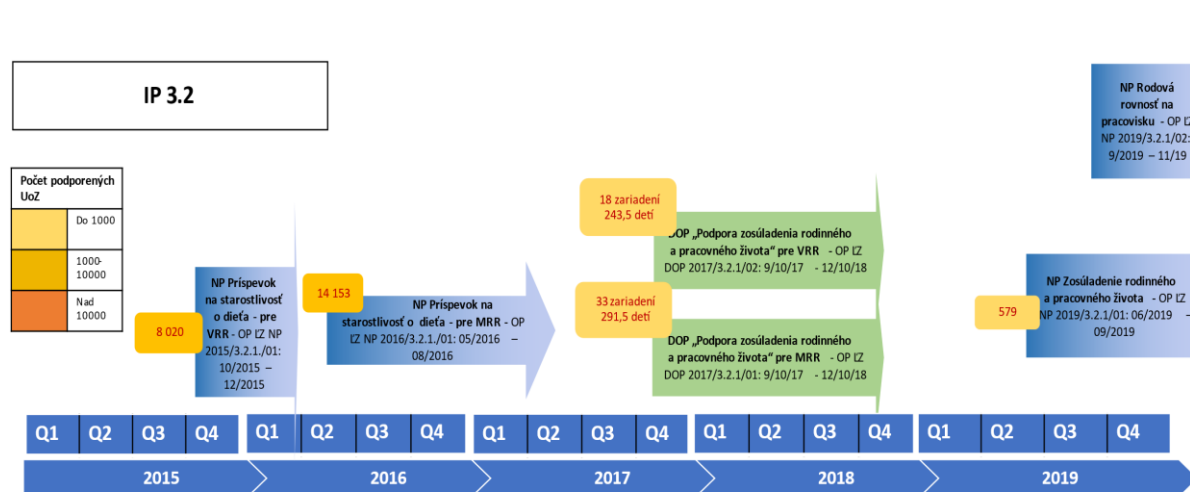 IP 3.2
Počet podporených
UoZ
Do 1000
1000-
10000
Nad
10000
8 020
NP Príspevok
na starostlivosť
o dieťa - pre
VRR - OP ĽZ NP
2015/3.2.1./01:
10/2015 –
12/2015
14 153
NP Príspevok na
starostlivosť o dieťa - pre MRR - OP
ĽZ NP 2016/3.2.1./01: 05/2016 –
08/2016
18 zariadení
243,5 detí
DOP „Podpora zosúladenia rodinného
a pracovného života“ pre VRR - OP ĽZ
DOP 2017/3.2.1/02: 9/10/17 - 12/10/18
33 zariadení
291,5 detí
DOP „Podpora zosúladenia rodinného
a pracovného života“ pre MRR - OP ĽZ
DOP 2017/3.2.1/01: 9/10/17 - 12/10/18
NP Rodová
rovnosť na
pracovisku - OP ĽZ
NP 2019/3.2.1/02:
9/2019 – 11/19
579
NP Zosúladenie rodinného
a pracovného života - OP ĽZ
NP 2019/3.2.1/01: 06/2019 –
09/2019
Q1 Q2 Q3 Q4 Q1 Q2 Q3 Q4 Q1 Q2 Q3 Q4 Q1 Q2 Q3 Q4 Q1 Q2 Q3 Q4
2015 2016 2017 2018 2019